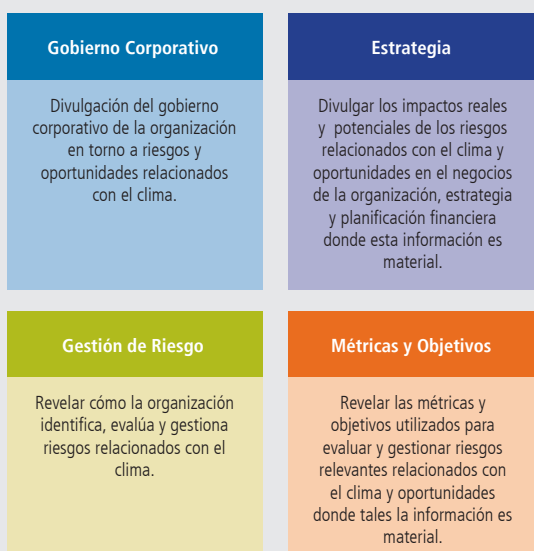 Gobierno Corporativo
Divulgación del gobierno
corporativo de la organización
en torno a riesgos y
oportunidades relacionados
con el clima.
Estrategia
Divulgar los impactos reales
y potenciales de los riesgos
relacionados con el clima y
oportunidades en el negocios
de la organización, estrategia
y planificación financiera
donde esta información es
material.
Gestión de Riesgo
Revelar cómo la organización
identifica, evalúa y gestiona
riesgos relacionados con el
clima.
Métricas y Objetivos
Revelar las métricas y
objetivos utilizados para
evaluar y gestionar riesgos
relevantes relacionados con
el clima y oportunidades
donde tales la información es
material.